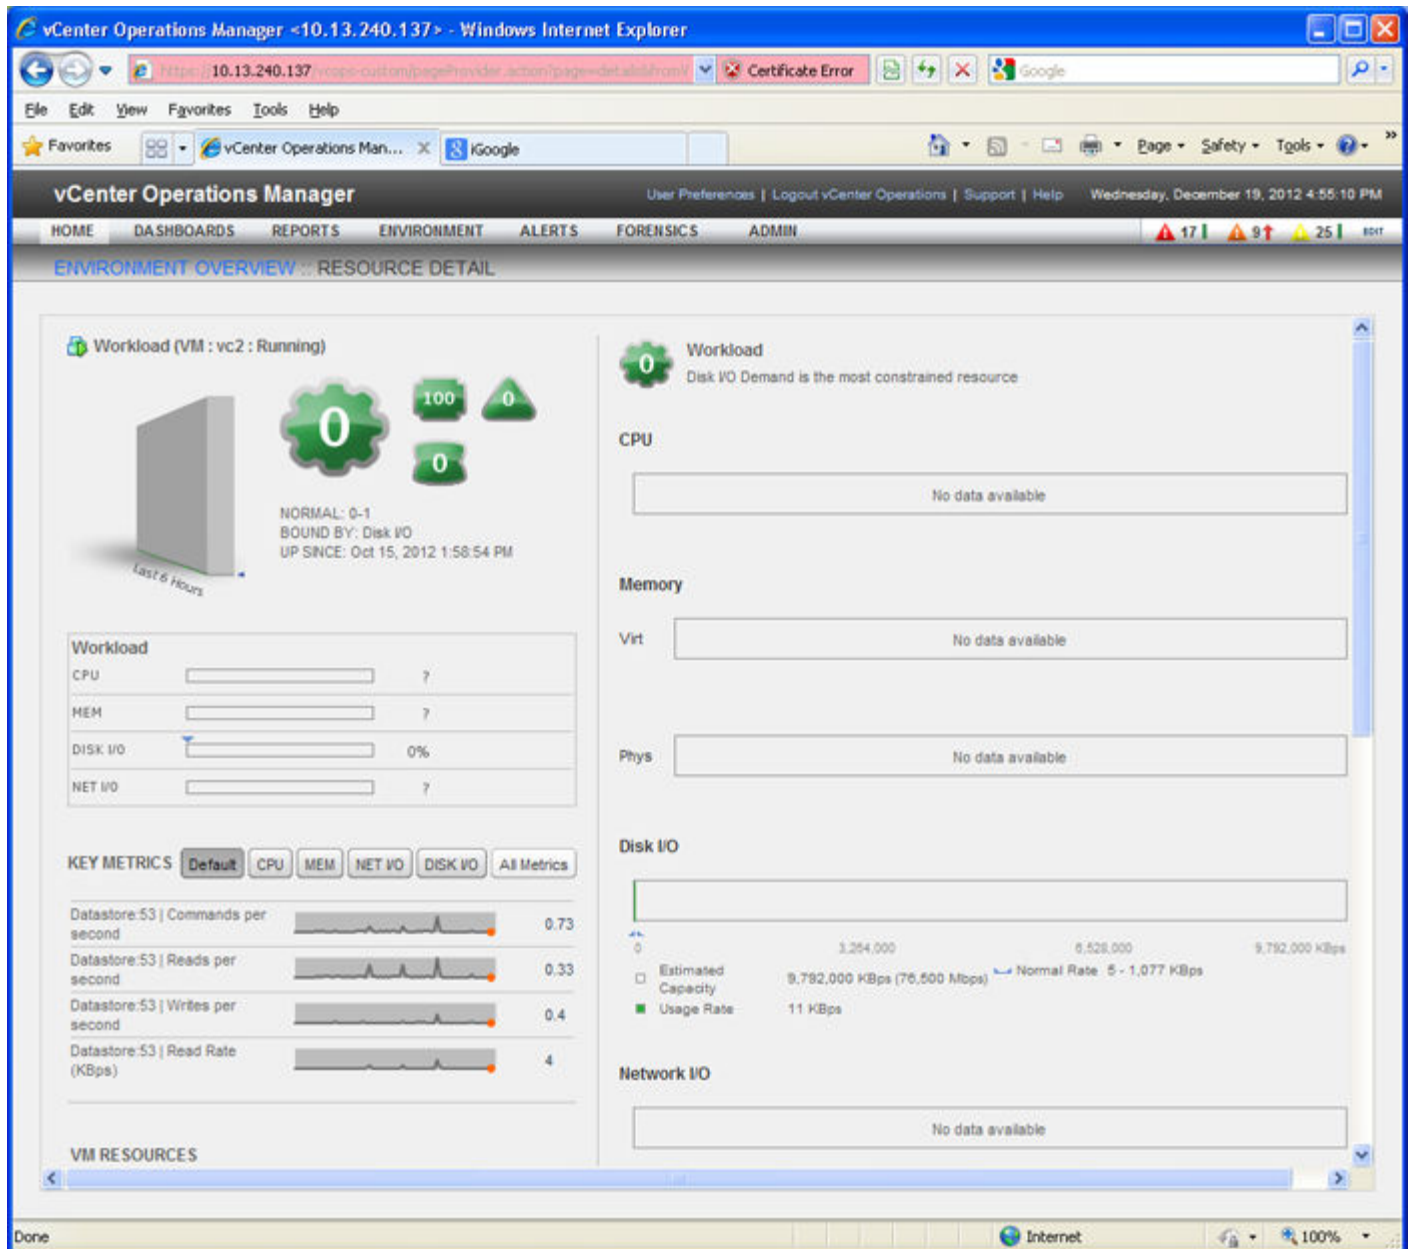 vCenter Operations Manager <10.13.240.137> - Windows Internet Explorer
10.13.240.137
Certificate Error
Google
File Edit View Favorites Tools Help
Favorites
vCenter Operations Man...
iGoogle
Page Safety Tools
vCenter Operations Manager
User Preferences | Logout vCenter Operations | Support | Help
Wednesday, December 19, 2012 4:55:10 PM
HOME DASHBOARDS REPORTS ENVIRONMENT ALERTS FORENSICS ADMIN
17 9 25 EDIT
ENVIRONMENT OVERVIEW :: RESOURCE DETAIL
Workload (VM : vc2 : Running)
0
100
0
0
NORMAL: 0-1
BOUND BY: Disk I/O
UP SINCE: Oct 15, 2012 1:58:54 PM
Last 6 Hours
Workload
CPU ?
MEM ?
DISK I/O 0%
NET I/O ?
KEY METRICS Default CPU MEM NET I/O DISK I/O All Metrics
Datastore:53 | Commands per
second
0.73
Datastore:53 | Reads per
second
0.33
Datastore:53 | Writes per
second
0.4
Datastore:53 | Read Rate
(KBps)
4
VM RESOURCES
0
Workload
Disk I/O Demand is the most constrained resource
CPU
No data available
Memory
Virt
No data available
Phys
No data available
Disk I/O
0 3,264,000 6,528,000 9,792,000 KBps
Estimated
Capacity
9,792,000 KBps (76,500 Mbps)
Normal Rate 5 - 1,077 KBps
Usage Rate 11 KBps
Network I/O
No data available
Done
Internet
100%